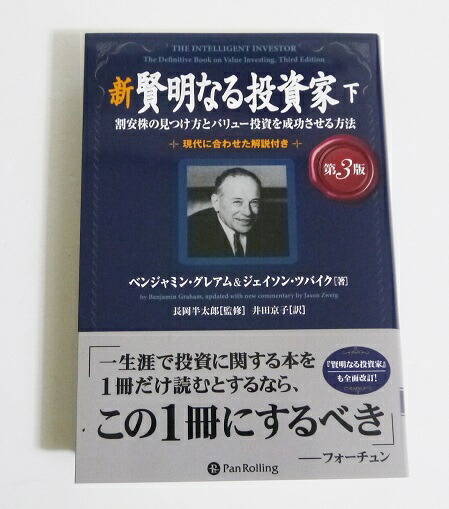 THE INTELLIGENT INVESTOR
The Definitive Book on Value Investing, Third Edition
新 賢明なる投資家 下
割安株の見つけ方とバリュー投資を成功させる方法
現代に合わせた解説付き
第3版
ベンジャミン・グレアム&ジェイソン・ツバイク[著]
by Benjamin Graham, updated with new commentary by Jason Zweig
長岡半太郎[監修] 井田京子[訳]
「一生涯で投資に関する本を
1冊だけ読むとするなら、
この1冊にするべき」
『賢明なる投資家』
も全面改訂!
──フォーチュン
PanRolling